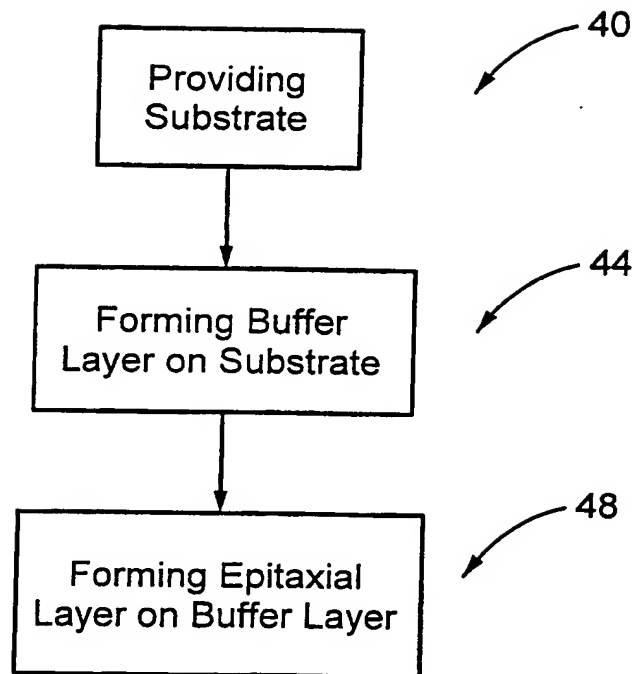 40
Providing
Substrate
44
Forming Buffer
Layer on Substrate
48
Forming Epitaxial
Layer on Buffer Layer